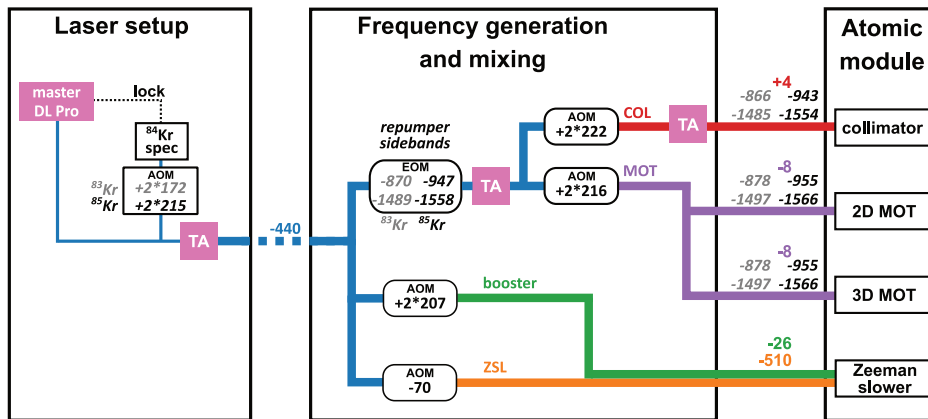 Laser setup
master
DL Pro
lock
⁸⁴Kr
spec
AOM
⁸³Kr +2*172
⁸⁵Kr +2*215
TA
-440
Frequency generation
and mixing
repumper
sidebands
EOM
-870 -947
-1489 -1558
⁸³Kr ⁸⁵Kr
TA
AOM
+2*222
COL
TA
AOM
+2*216
MOT
AOM
+2*207
booster
AOM
-70
ZSL
+4
-866 -943
-1485 -1554
-8
-878 -955
-1497 -1566
-8
-878 -955
-1497 -1566
-26
-510
Atomic
module
collimator
2D MOT
3D MOT
Zeeman
slower